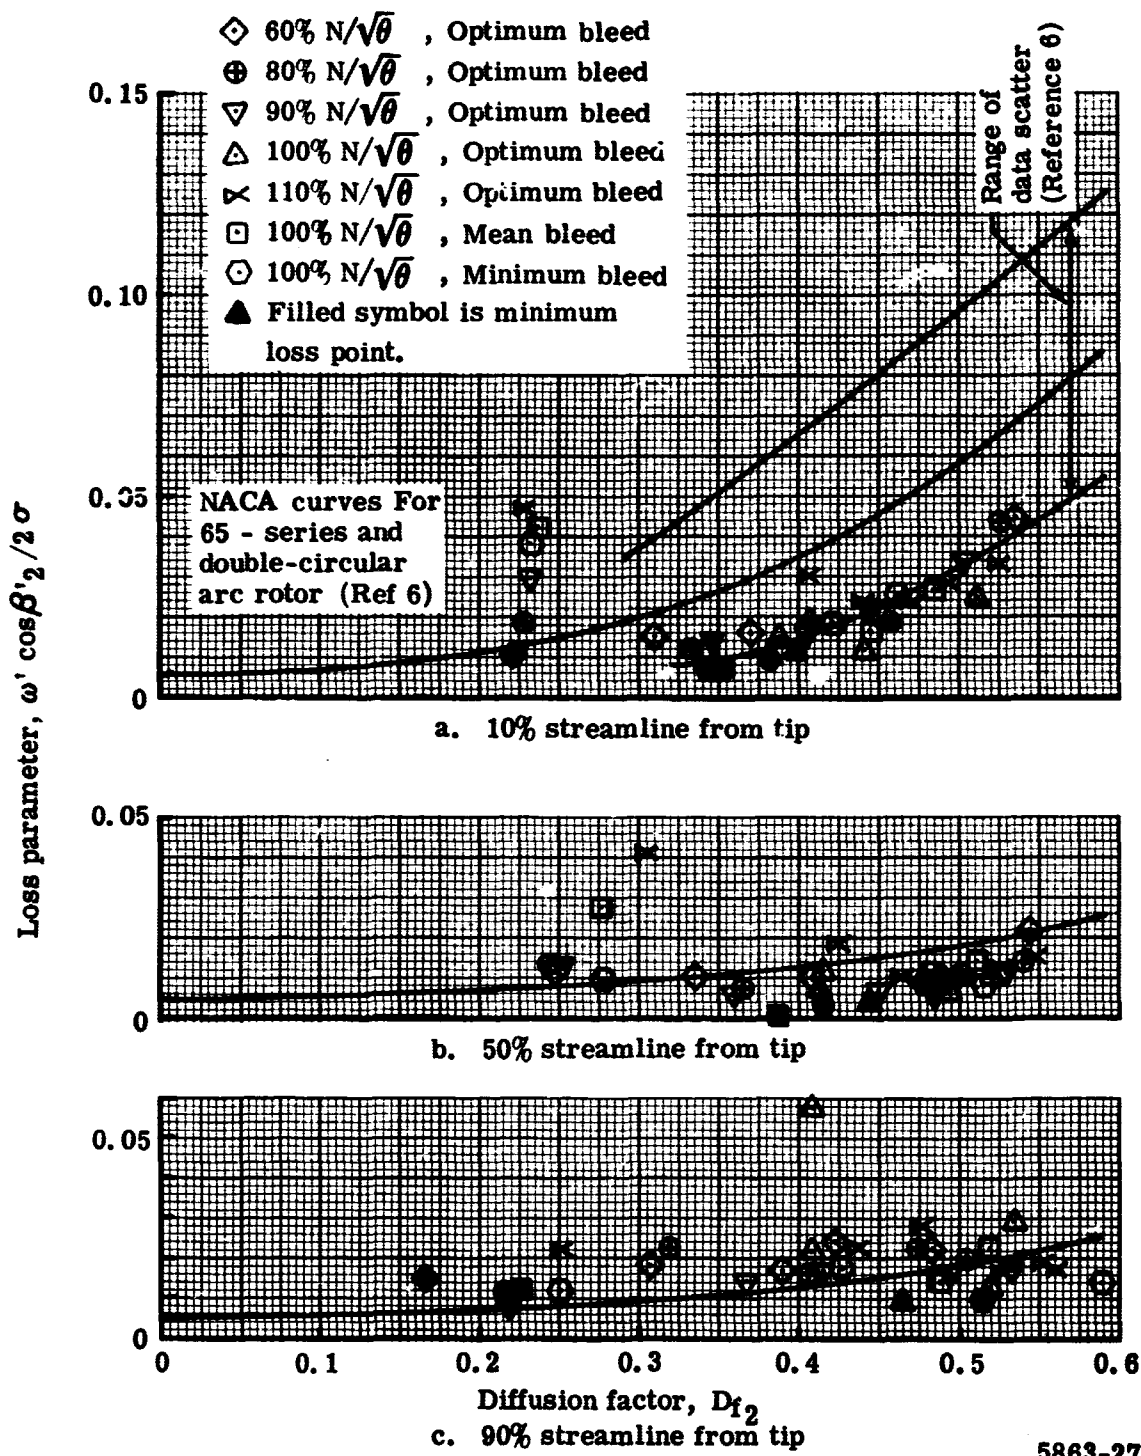 60% N/√θ , Optimum bleed
80% N/√θ , Optimum bleed
90% N/√θ , Optimum bleed
100% N/√θ , Optimum bleed
110% N/√θ , Optimum bleed
100% N/√θ , Mean bleed
100% N/√θ , Minimum bleed
Filled symbol is minimum
loss point.
Range of
data scatter
(Reference 6)
0.15
0.10
0.05
0
NACA curves For
65 - series and
double-circular
arc rotor (Ref 6)
a. 10% streamline from tip
Loss parameter, ω' cosβ'2/2 σ
0.05
0
b. 50% streamline from tip
0.05
0
0 0.1 0.2 0.3 0.4 0.5 0.6
Diffusion factor, Df2
c. 90% streamline from tip
5863-27